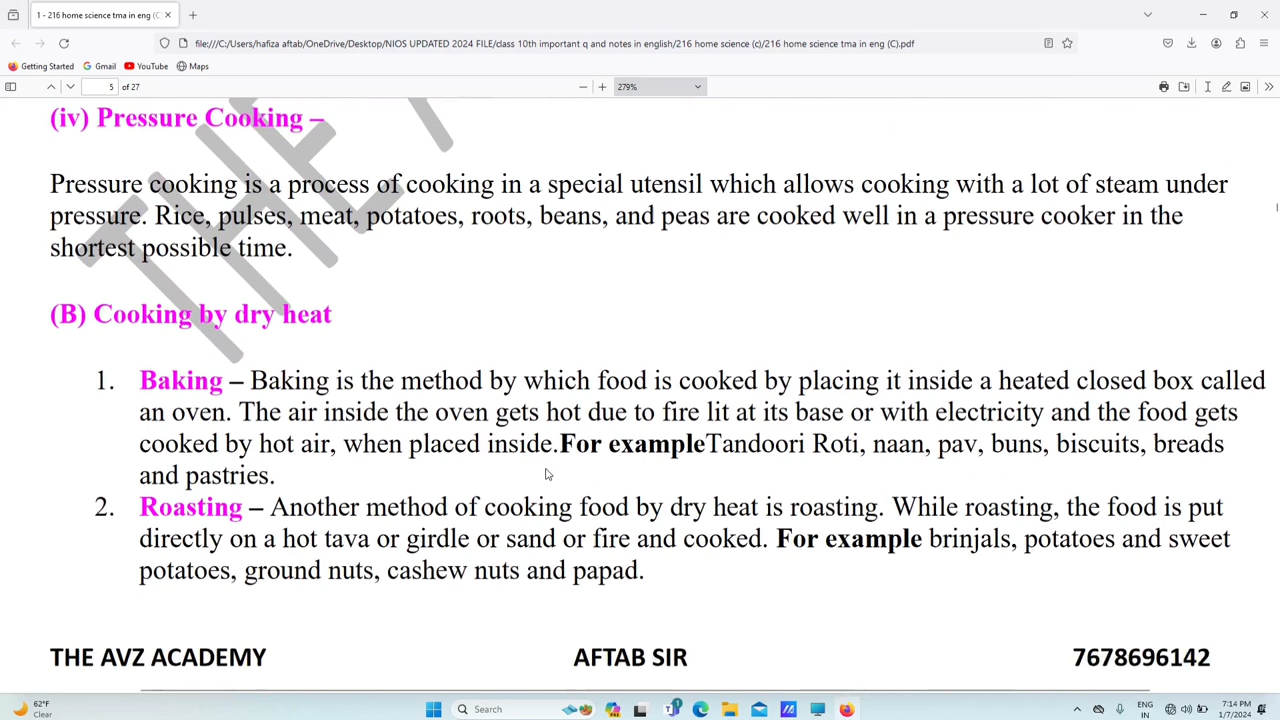 1 - 216 home science tma in eng (C
file:///C:/Users/hafiza aftab/OneDrive/Desktop/NIOS UPDATED 2024 FILE/class 10th important q and notes in english/216 home science (c)/216 home science tma in eng (C).pdf
Getting Started Gmail YouTube Maps
5 of 27 279%
(iv) Pressure Cooking –
Pressure cooking is a process of cooking in a special utensil which allows cooking with a lot of steam under
pressure. Rice, pulses, meat, potatoes, roots, beans, and peas are cooked well in a pressure cooker in the
shortest possible time.
(B) Cooking by dry heat
1. Baking – Baking is the method by which food is cooked by placing it inside a heated closed box called
an oven. The air inside the oven gets hot due to fire lit at its base or with electricity and the food gets
cooked by hot air, when placed inside.For exampleTandoori Roti, naan, pav, buns, biscuits, breads
and pastries.
2. Roasting – Another method of cooking food by dry heat is roasting. While roasting, the food is put
directly on a hot tava or girdle or sand or fire and cooked. For example brinjals, potatoes and sweet
potatoes, ground nuts, cashew nuts and papad.
THE AVZ ACADEMY AFTAB SIR 7678696142
62°F
Clear
Search
ENG
IN
7:14 PM
1/7/2024